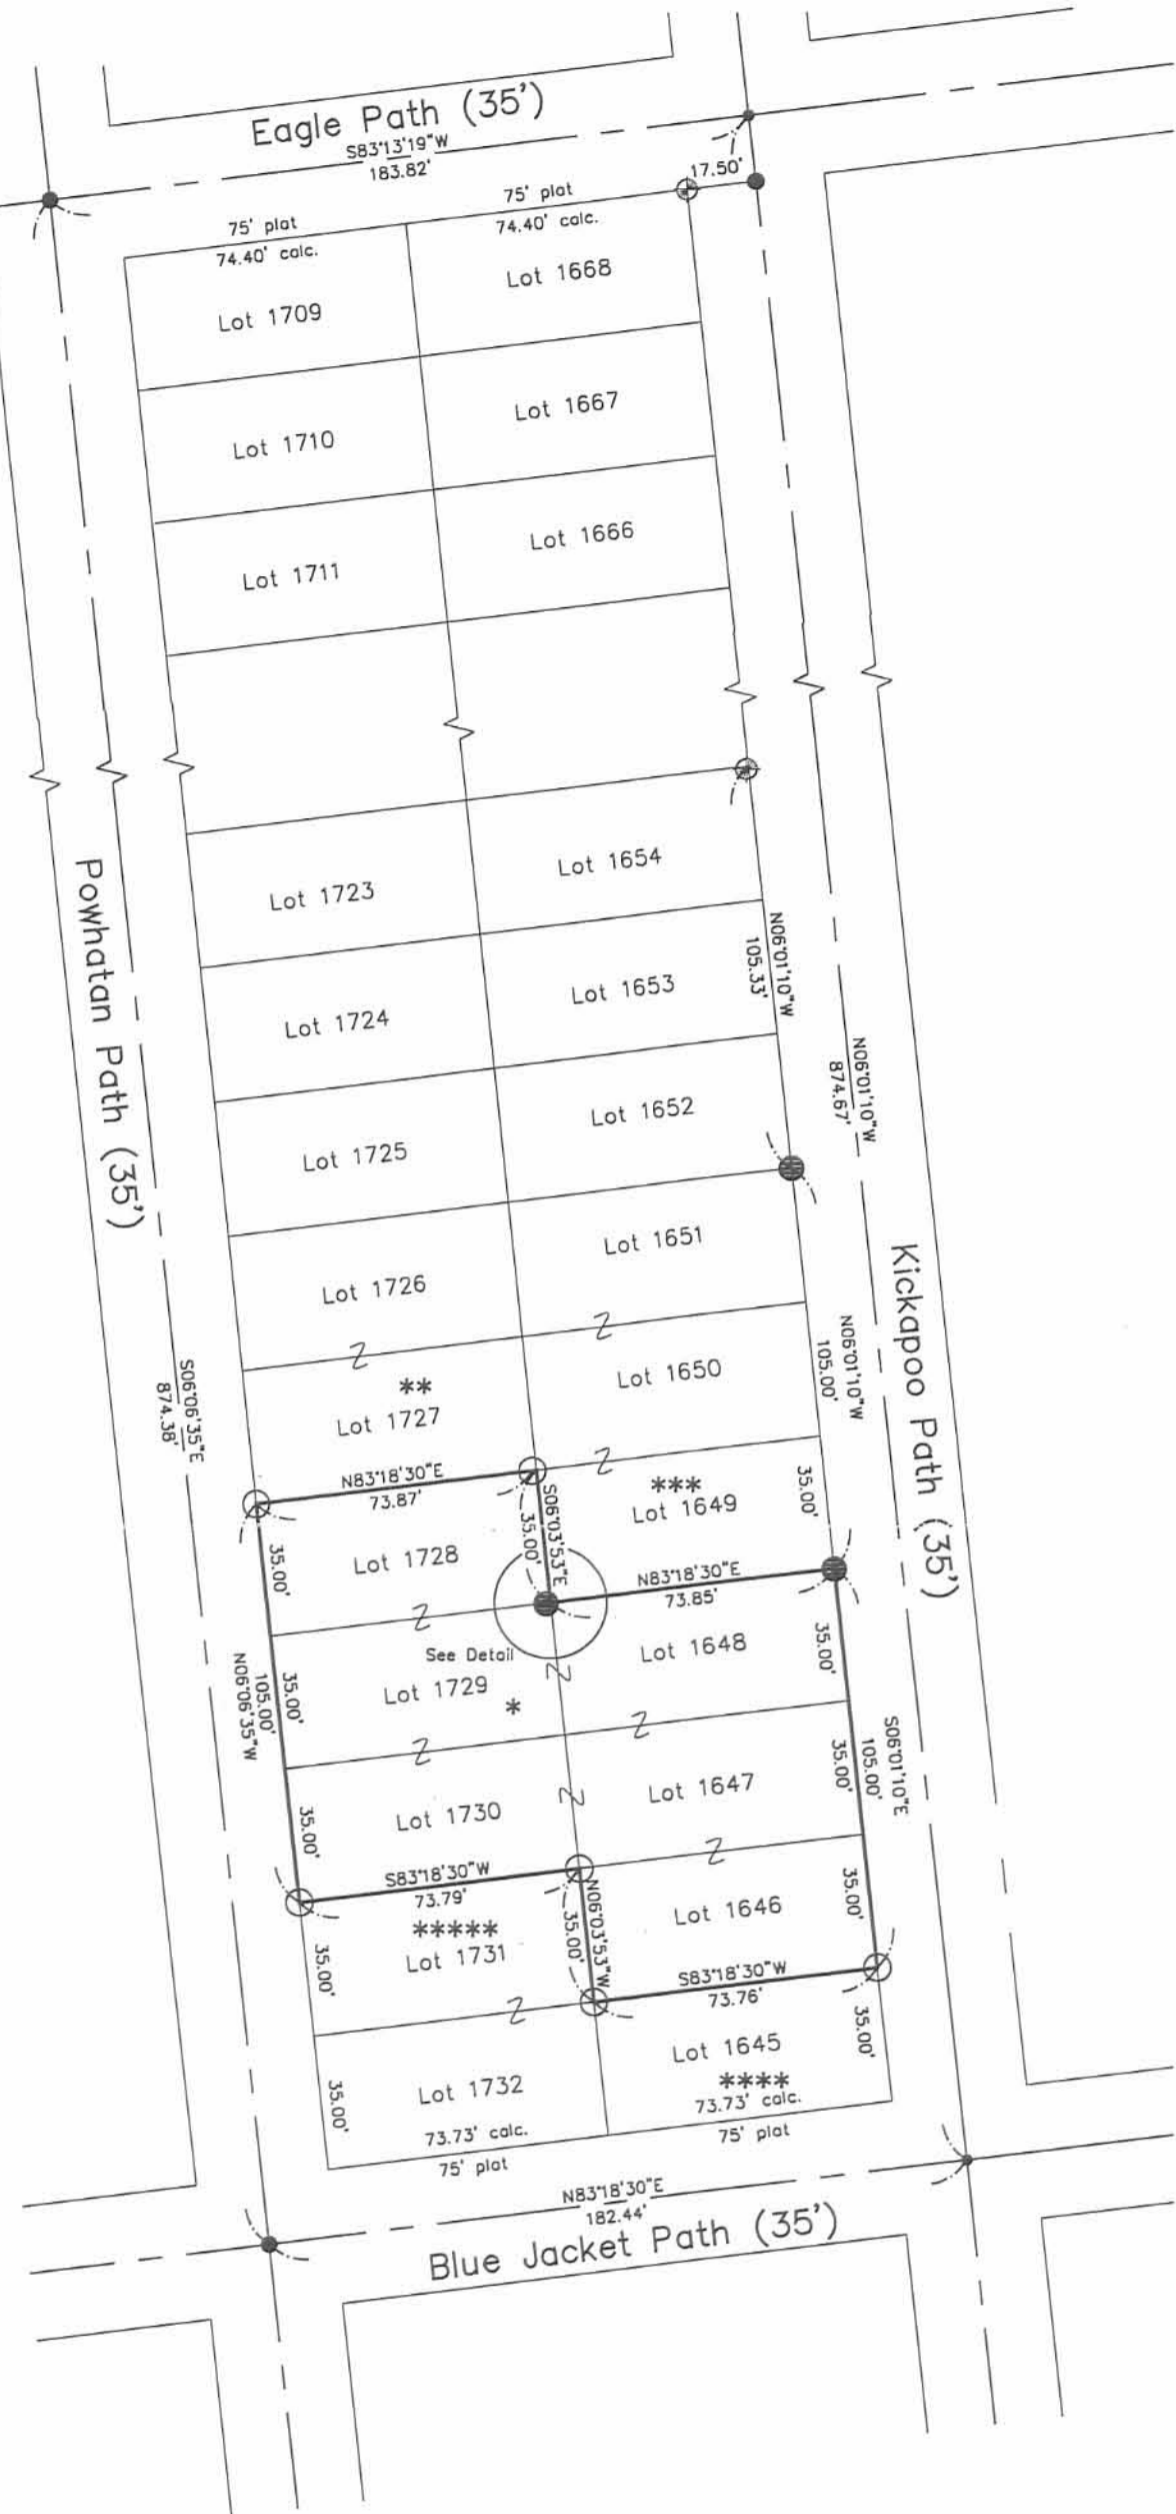 Eagle Path (35')
S83°13'19"W
183.82'
17.50'
75' plat
74.40' calc.
75' plat
74.40' calc.
Lot 1709
Lot 1668
Lot 1710
Lot 1667
Lot 1711
Lot 1666
Lot 1723
Lot 1654
Lot 1724
Lot 1653
N06°01'10"W
105.33'
Lot 1725
Lot 1652
N06°01'10"W
874.67'
Powhatan Path (35')
Lot 1726
Lot 1651
Kickapoo Path (35')
S06°06'35"E
874.38'
**
Lot 1727
Lot 1650
N06°01'10"W
105.00'
N83°18'30"E
73.87'
***
Lot 1649
35.00'
35.00'
Lot 1728
S06°03'53"E
35.00'
N83°18'30"E
73.85'
See Detail
Lot 1729
*
Lot 1648
35.00'
35.00'
N06°06'35"W
105.00'
S06°01'10"E
105.00'
35.00'
Lot 1730
Lot 1647
35.00'
S83°18'30"W
73.79'
*****
Lot 1731
35.00'
N06°03'53"W
35.00'
Lot 1646
35.00'
S83°18'30"W
73.76'
Lot 1732
35.00'
73.73' calc.
75' plat
Lot 1645
****
35.00'
73.73' calc.
75' plat
N83°18'30"E
182.44'
Blue Jacket Path (35')